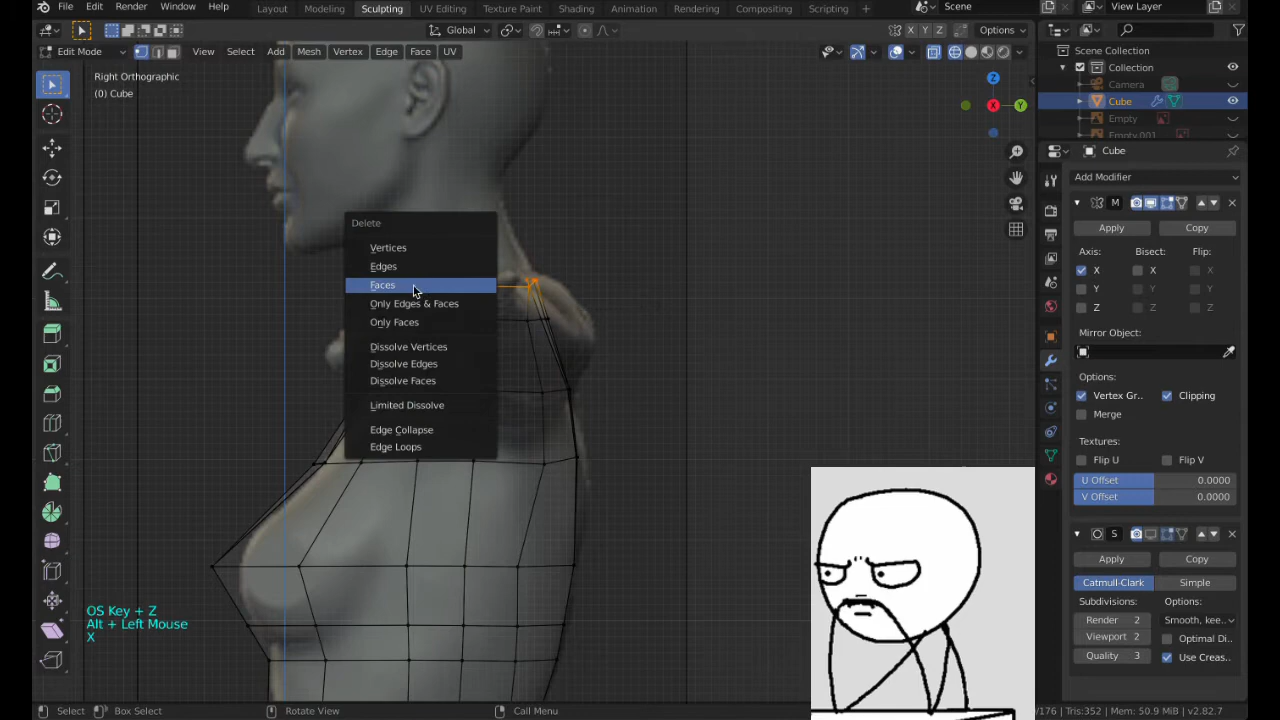 File Edit Render Window Help Layout Modeling Sculpting UV Editing Texture Paint Shading Animation Rendering Compositing Scripting + Scene View Layer
Global X Y Z Options
Edit Mode View Select Add Mesh Vertex Edge Face UV
Right Orthographic
(0) Cube
Z
X
Y
Delete
Vertices
Edges
Faces
Only Edges & Faces
Only Faces
Dissolve Vertices
Dissolve Edges
Dissolve Faces
Limited Dissolve
Edge Collapse
Edge Loops
OS Key + Z
Alt + Left Mouse
X
Scene Collection
Collection
Camera
Cube
Empty
Empty.001
Cube
Add Modifier
M
Apply Copy
Axis: Bisect: Flip:
X X X
Y Y Y
Z Z Z
Mirror Object:
Options:
Vertex Gr.. Clipping
Merge
Textures:
Flip U Flip V
U Offset 0.0000
V Offset 0.0000
S
Apply Copy
Catmull-Clark Simple
Subdivisions: Options:
Render 2 Smooth, kee..
Viewport 2 Optimal Di..
Quality 3 Use Creas..
Select Box Select Rotate View Call Menu /176 | Tris:352 | Mem: 50.9 MiB | v2.82.7